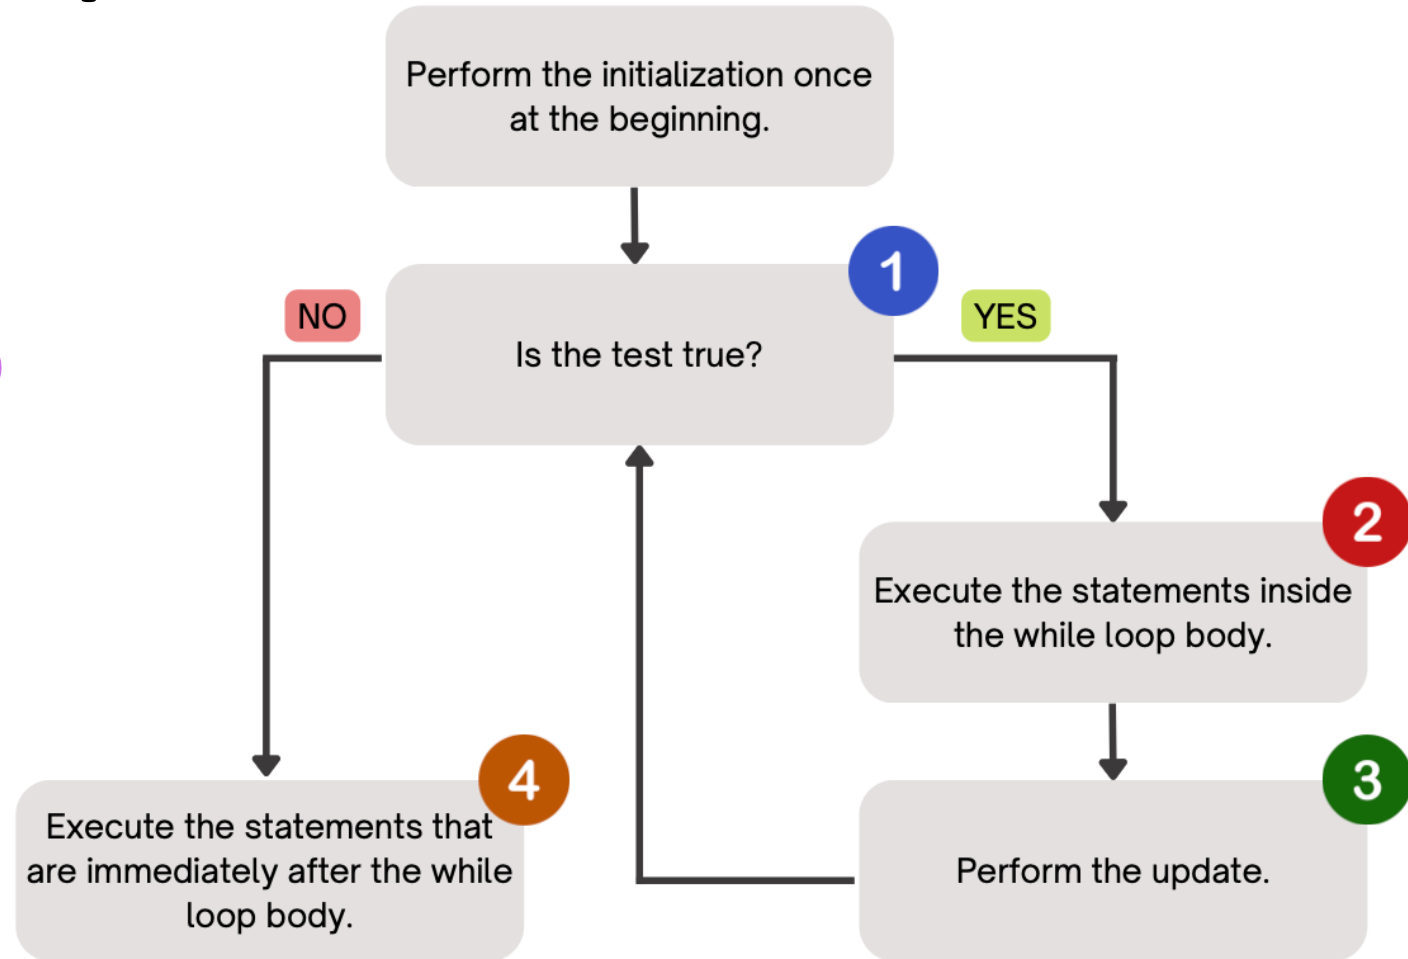 Perform the initialization once
at the beginning.
1
NO
YES
Is the test true?
2
Execute the statements inside
the while loop body.
4
3
Execute the statements that
are immediately after the while
loop body.
Perform the update.